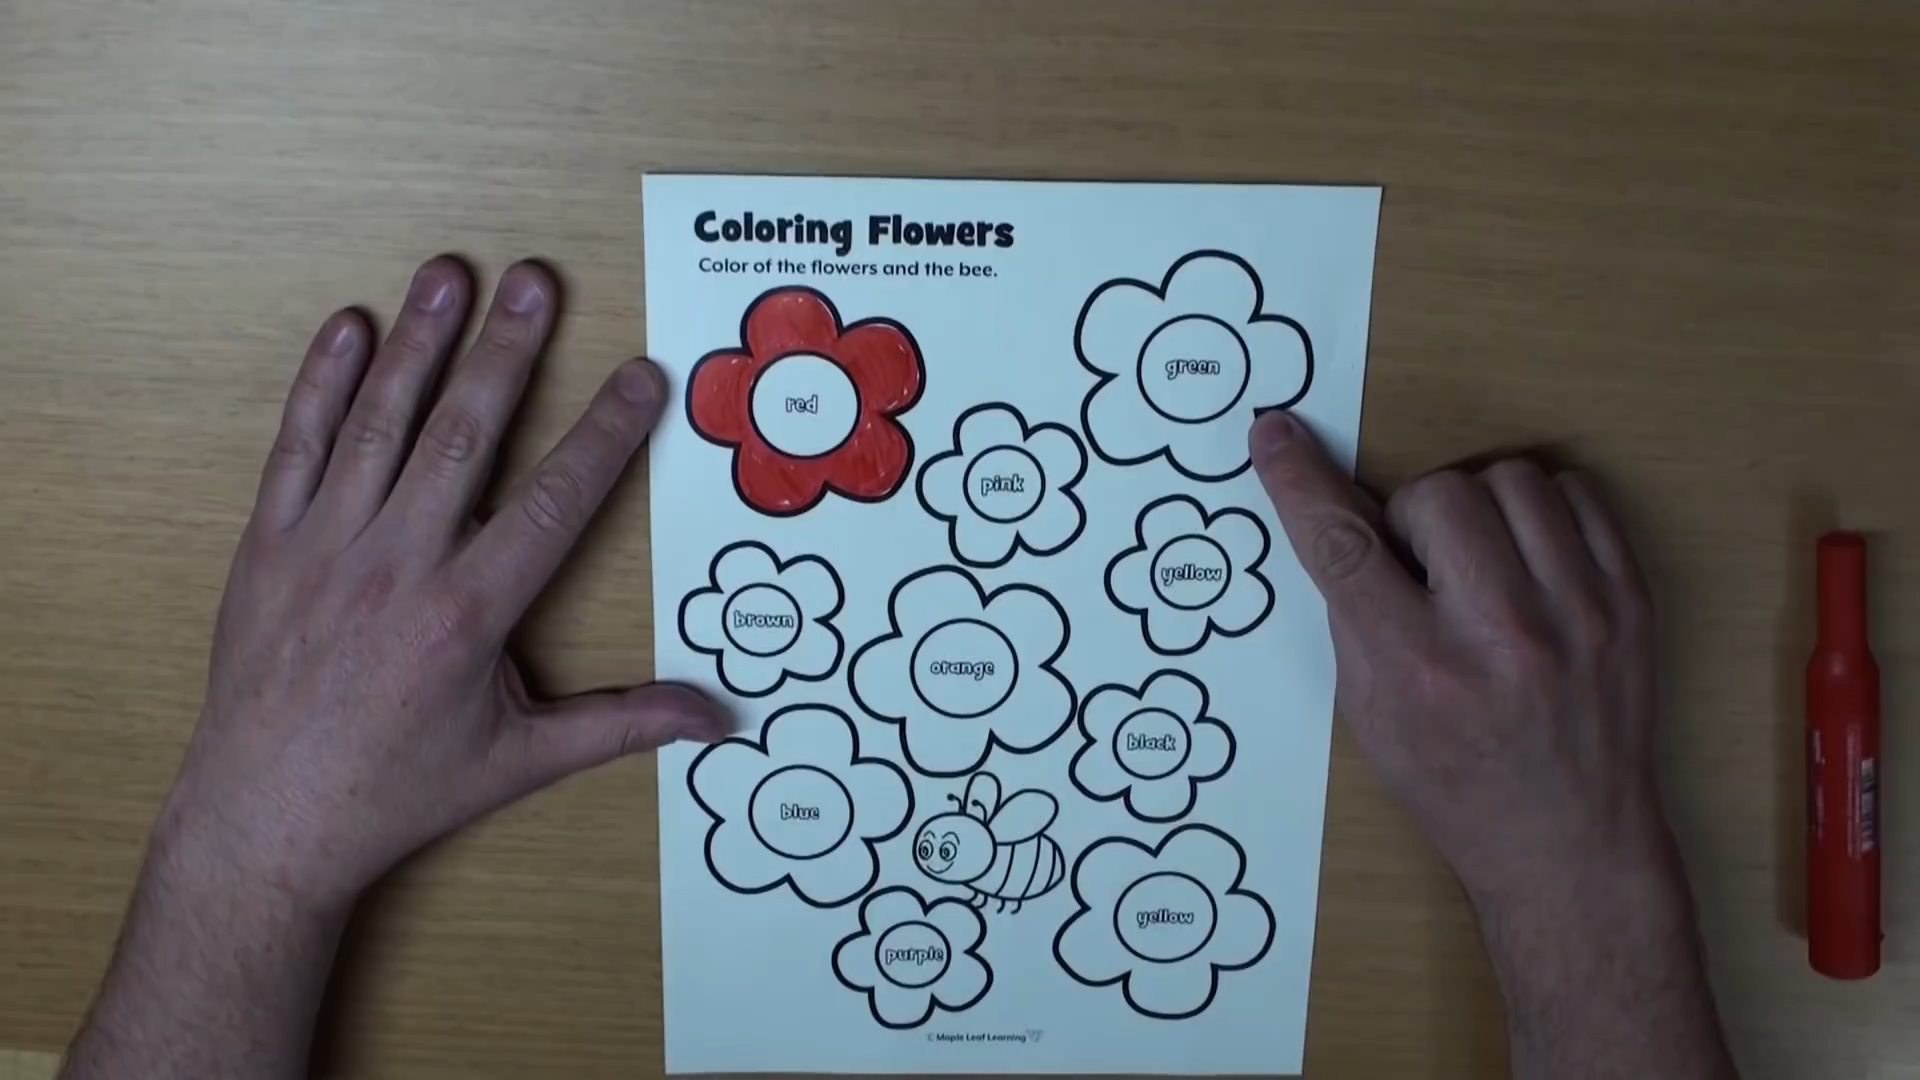 Coloring Flowers
Color of the flowers and the bee.
red
green
pink
yellow
brown
orange
black
blue
yellow
purple
© Maple Leaf Learning